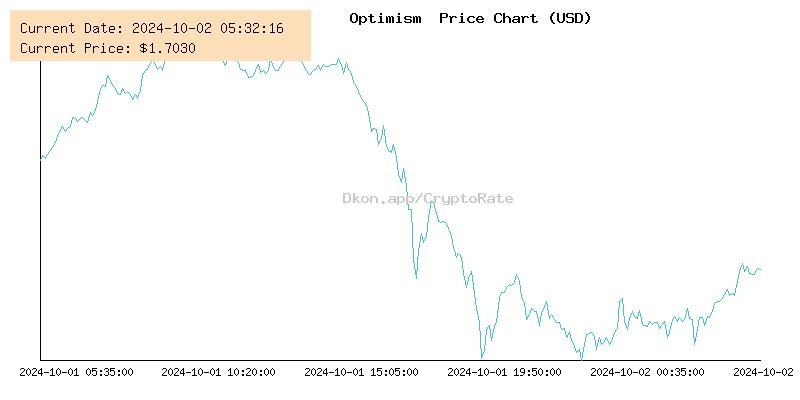 Optimism Price Chart (USD)
Current Date: 2024-10-02 05:32:16
Current Price: $1.7030
Dkon.app/CryptoRate
2024-10-01 05:35:00 2024-10-01 10:20:00 2024-10-01 15:05:00 2024-10-01 19:50:00 2024-10-02 00:35:00 2024-10-02